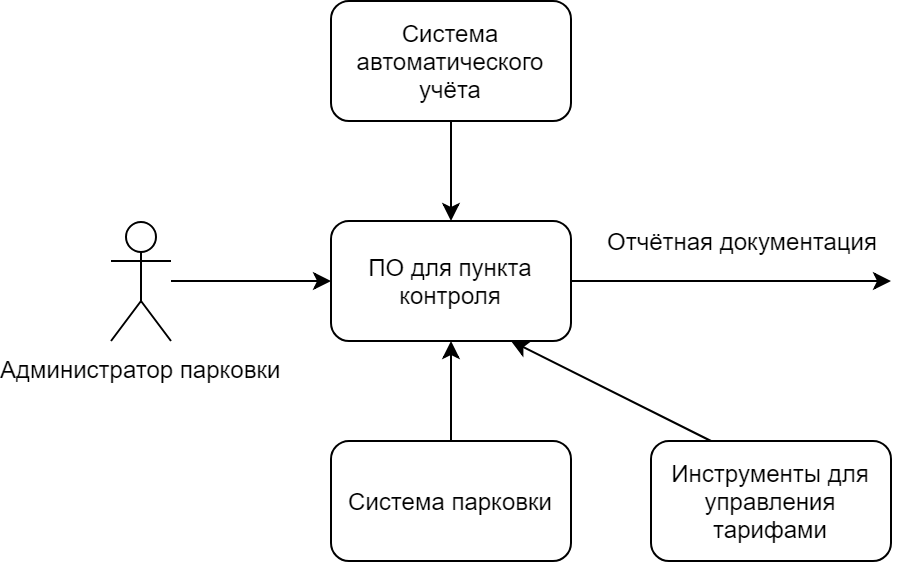 Система
автоматического
учёта
Отчётная документация
ПО для пункта
контроля
Администратор парковки
Система парковки
Инструменты для
управления
тарифами